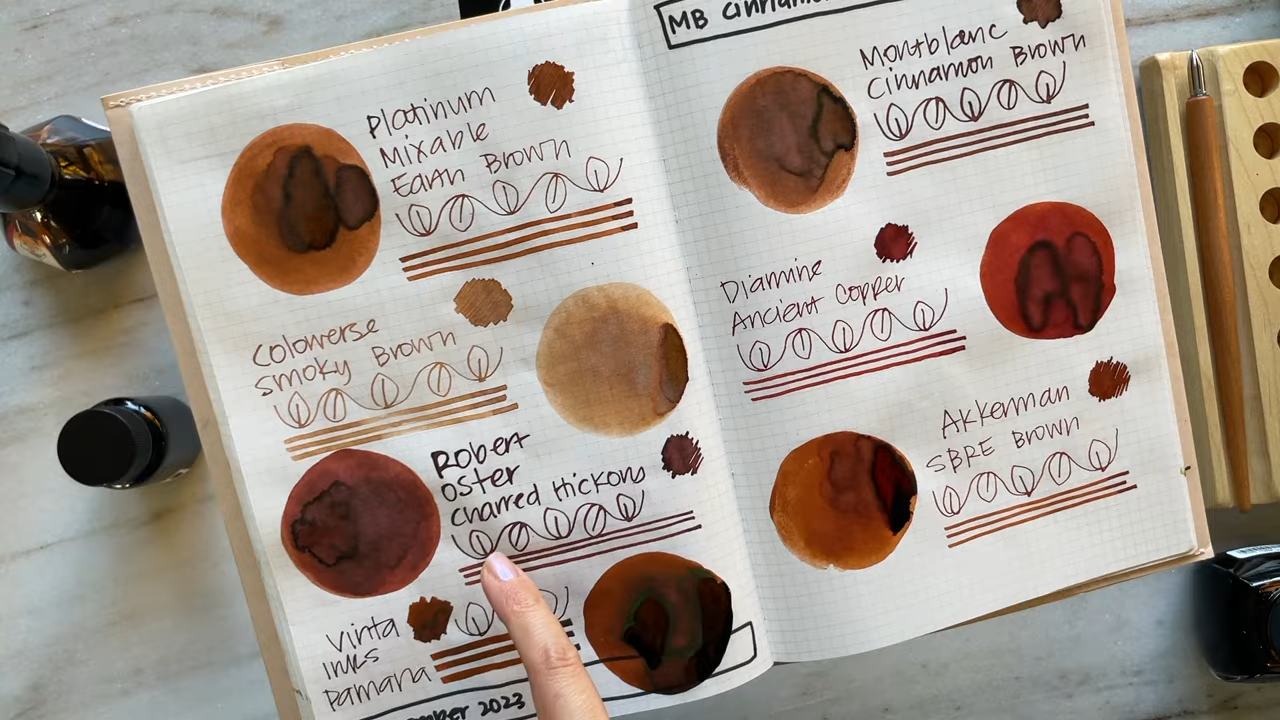 Platinum
Mixable
Earth Brown
Colorverse
Smoky Brown
Robert
Oster
Charred Hickory
Vinta
Inks
Pamana
2023
MB
Montblanc
Cinnamon Brown
Diamine
Ancient Copper
Akkerman
SBRE Brown